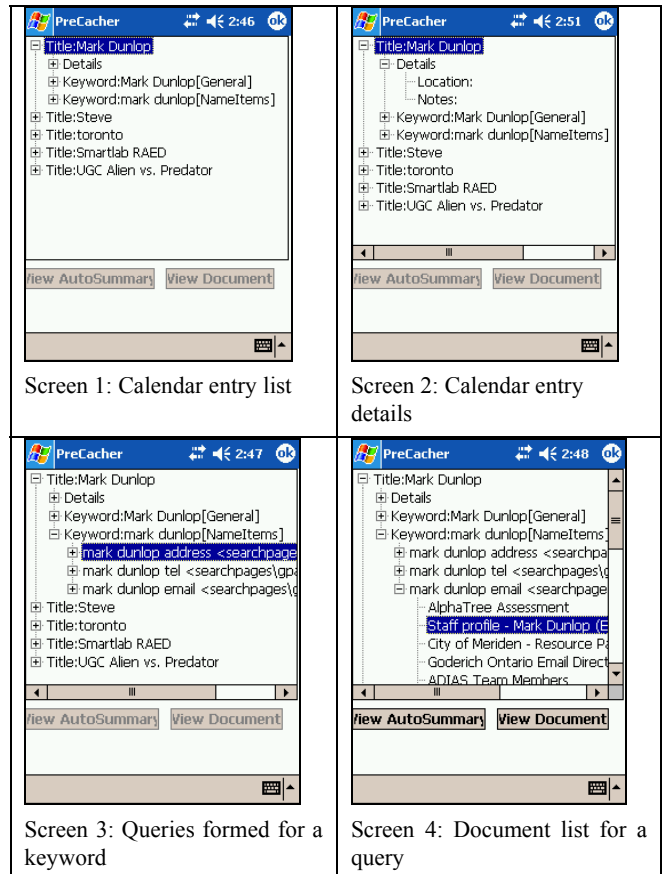 PreCacher 2:46 ok
Title:Mark Dunlop
Details
Keyword:Mark Dunlop[General]
Keyword:mark dunlop[NameItems]
Title:Steve
Title:toronto
Title:Smartlab RAED
Title:UGC Alien vs. Predator
View AutoSummary View Document
Screen 1: Calendar entry list
PreCacher 2:51 ok
Title:Mark Dunlop
Details
Location:
Notes:
Keyword:Mark Dunlop[General]
Keyword:mark dunlop[NameItems]
Title:Steve
Title:toronto
Title:Smartlab RAED
Title:UGC Alien vs. Predator
View AutoSummary View Document
Screen 2: Calendar entry
details
PreCacher 2:47 ok
Title:Mark Dunlop
Details
Keyword:Mark Dunlop[General]
Keyword:mark dunlop[NameItems]
mark dunlop address <searchpage
mark dunlop tel <searchpages\gpa
mark dunlop email <searchpages\g
Title:Steve
Title:toronto
Title:Smartlab RAED
Title:UGC Alien vs. Predator
View AutoSummary View Document
Screen 3: Queries formed for a
keyword
PreCacher 2:48 ok
Title:Mark Dunlop
Details
Keyword:Mark Dunlop[General]
Keyword:mark dunlop[NameItems]
mark dunlop address <searchpa
mark dunlop tel <searchpages\g
mark dunlop email <searchpage
AlphaTree Assessment
Staff profile - Mark Dunlop (E
City of Meriden - Resource Pa
Goderich Ontario Email Direct
ADIAS Team Members
View AutoSummary View Document
Screen 4: Document list for a
query